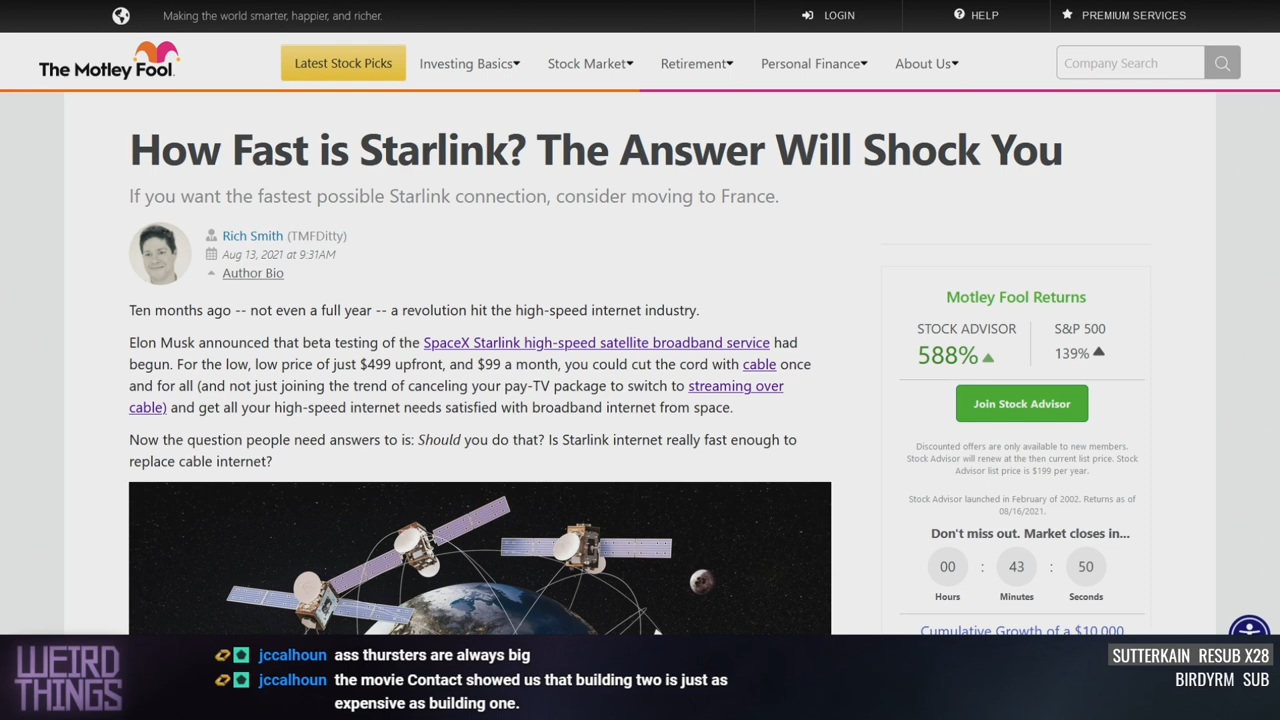 Making the world smarter, happier, and richer.
LOGIN
HELP
PREMIUM SERVICES
The Motley Fool.
Latest Stock Picks
Investing Basics
Stock Market
Retirement
Personal Finance
About Us
Company Search
How Fast is Starlink? The Answer Will Shock You
If you want the fastest possible Starlink connection, consider moving to France.
Rich Smith (TMFDitty)
Aug 13, 2021 at 9:31AM
Author Bio
Ten months ago -- not even a full year -- a revolution hit the high-speed internet industry.
Elon Musk announced that beta testing of the SpaceX Starlink high-speed satellite broadband service had
begun. For the low, low price of just $499 upfront, and $99 a month, you could cut the cord with cable once
and for all (and not just joining the trend of canceling your pay-TV package to switch to streaming over
cable) and get all your high-speed internet needs satisfied with broadband internet from space.
Now the question people need answers to is: Should you do that? Is Starlink internet really fast enough to
replace cable internet?
Motley Fool Returns
STOCK ADVISOR
S&P 500
588%
139%
Join Stock Advisor
Discounted offers are only available to new members.
Stock Advisor will renew at the then current list price. Stock
Advisor list price is $199 per year.
Stock Advisor launched in February of 2002. Returns as of
08/16/2021.
Don't miss out. Market closes in...
00 : 43 : 50
Hours Minutes Seconds
Cumulative Growth of a $10,000
WEIRD
THINGS
jccalhoun ass thursters are always big
jccalhoun the movie Contact showed us that building two is just as
expensive as building one.
SUTTERKAIN RESUB X28
BIRDYRM SUB